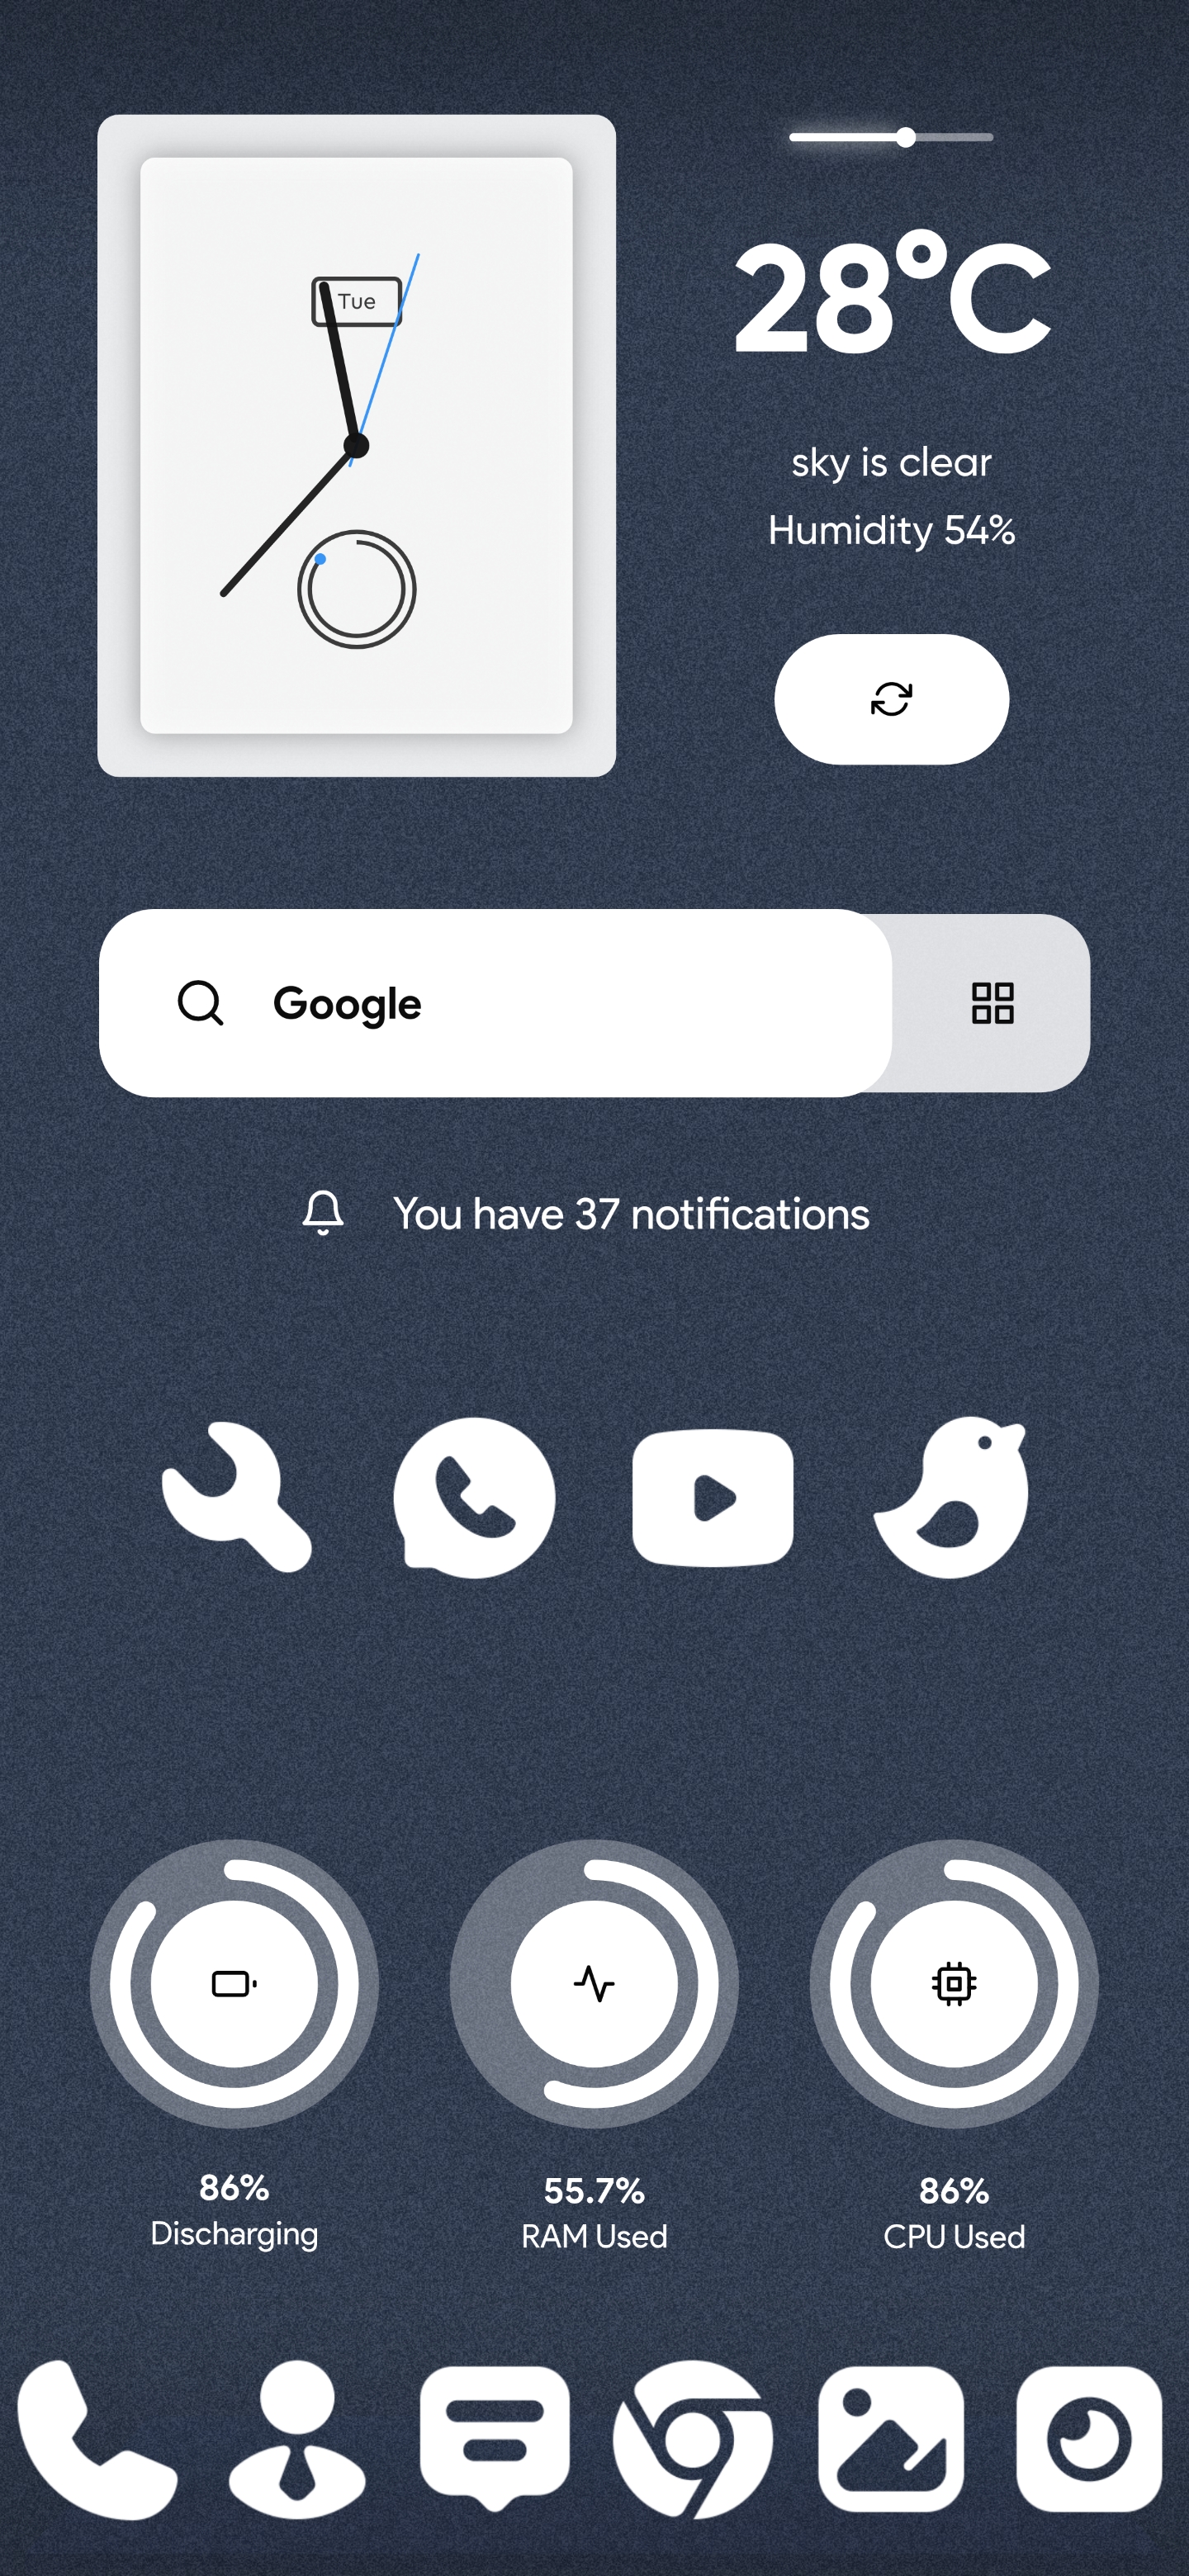 Tue
28°C
sky is clear
Humidity 54%
Google
You have 37 notifications
86%
Discharging
55.7%
RAM Used
86%
CPU Used